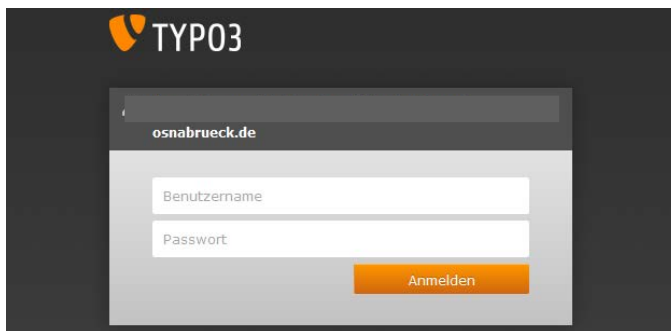 TYPO3
osnabrueck.de
Benutzername
Passwort
Anmelden